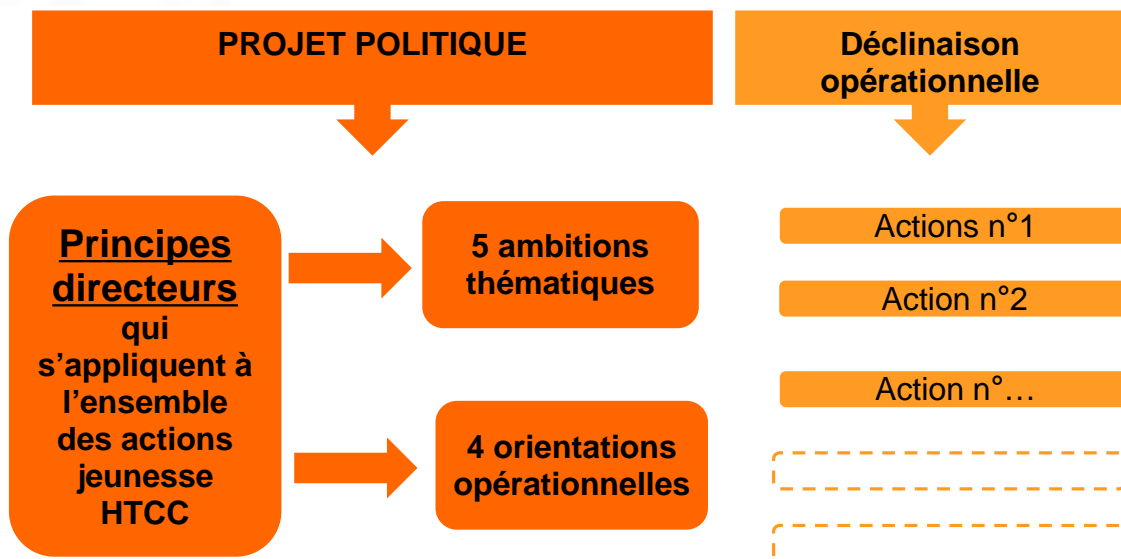 PROJET POLITIQUE
Déclinaison
opérationnelle
Principes
directeurs
qui
s’appliquent à
l’ensemble
des actions
jeunesse
HTCC
5 ambitions
thématiques
4 orientations
opérationnelles
Actions n°1
Action n°2
Action n°…